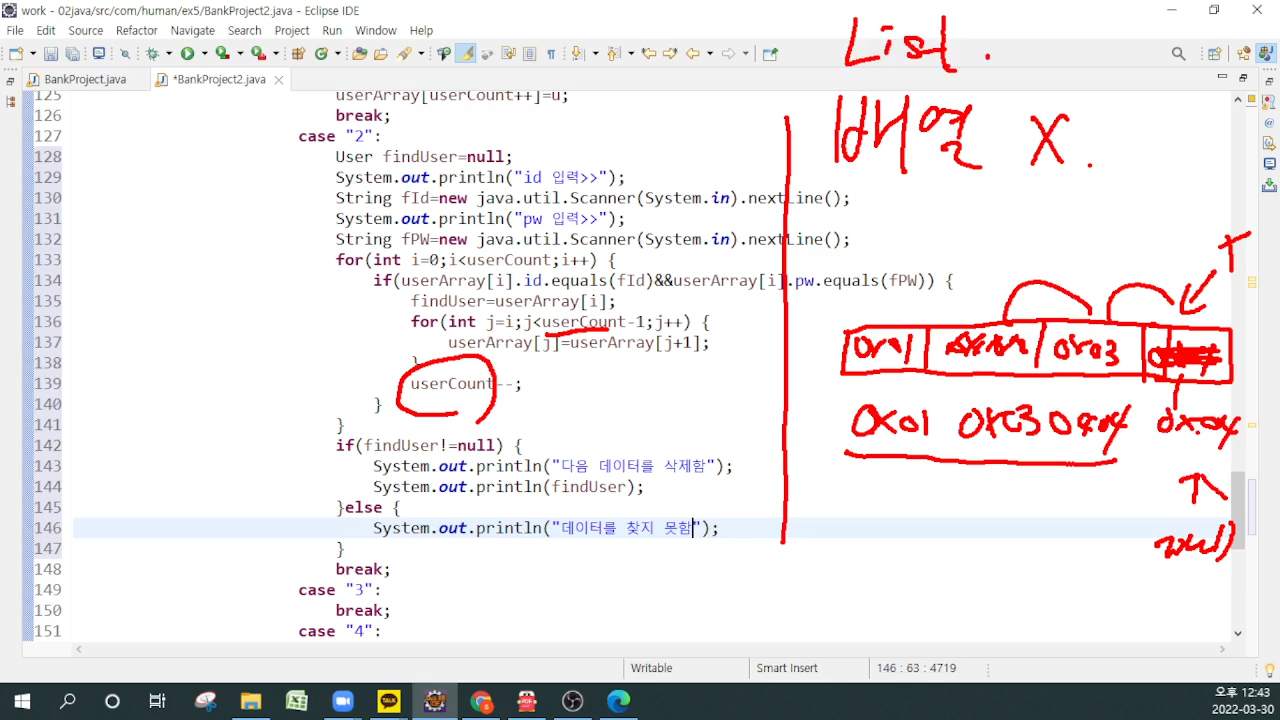 work - 02java/src/com/human/ex5/BankProject2.java - Eclipse IDE
File Edit Source Refactor Navigate Search Project Run Window Help
BankProject.java *BankProject2.java
125 userArray[userCount++]=u;
126 break;
127 case "2":
128 User findUser=null;
129 System.out.println("id 입력>>");
130 String fId=new java.util.Scanner(System.in).nextLine();
131 System.out.println("pw 입력>>");
132 String fPW=new java.util.Scanner(System.in).nextLine();
133 for(int i=0;i<userCount;i++) {
134 if(userArray[i].id.equals(fId)&&userArray[i].pw.equals(fPW)) {
135 findUser=userArray[i];
136 for(int j=i;j<userCount-1;j++) {
137 userArray[j]=userArray[j+1];
138 }
139 userCount--;
140 }
141 }
142 if(findUser!=null) {
143 System.out.println("다음 데이터를 삭제함");
144 System.out.println(findUser);
145 }else {
146 System.out.println("데이터를 찾지 못함");
147 }
148 break;
149 case "3":
150 break;
151 case "4":
List.
배열 X.
0x01 0x03
0x01 0x03 0x04 0x04
Writable Smart Insert 146 : 63 : 4719
TALK
PDF
오후 12:43
2022-03-30